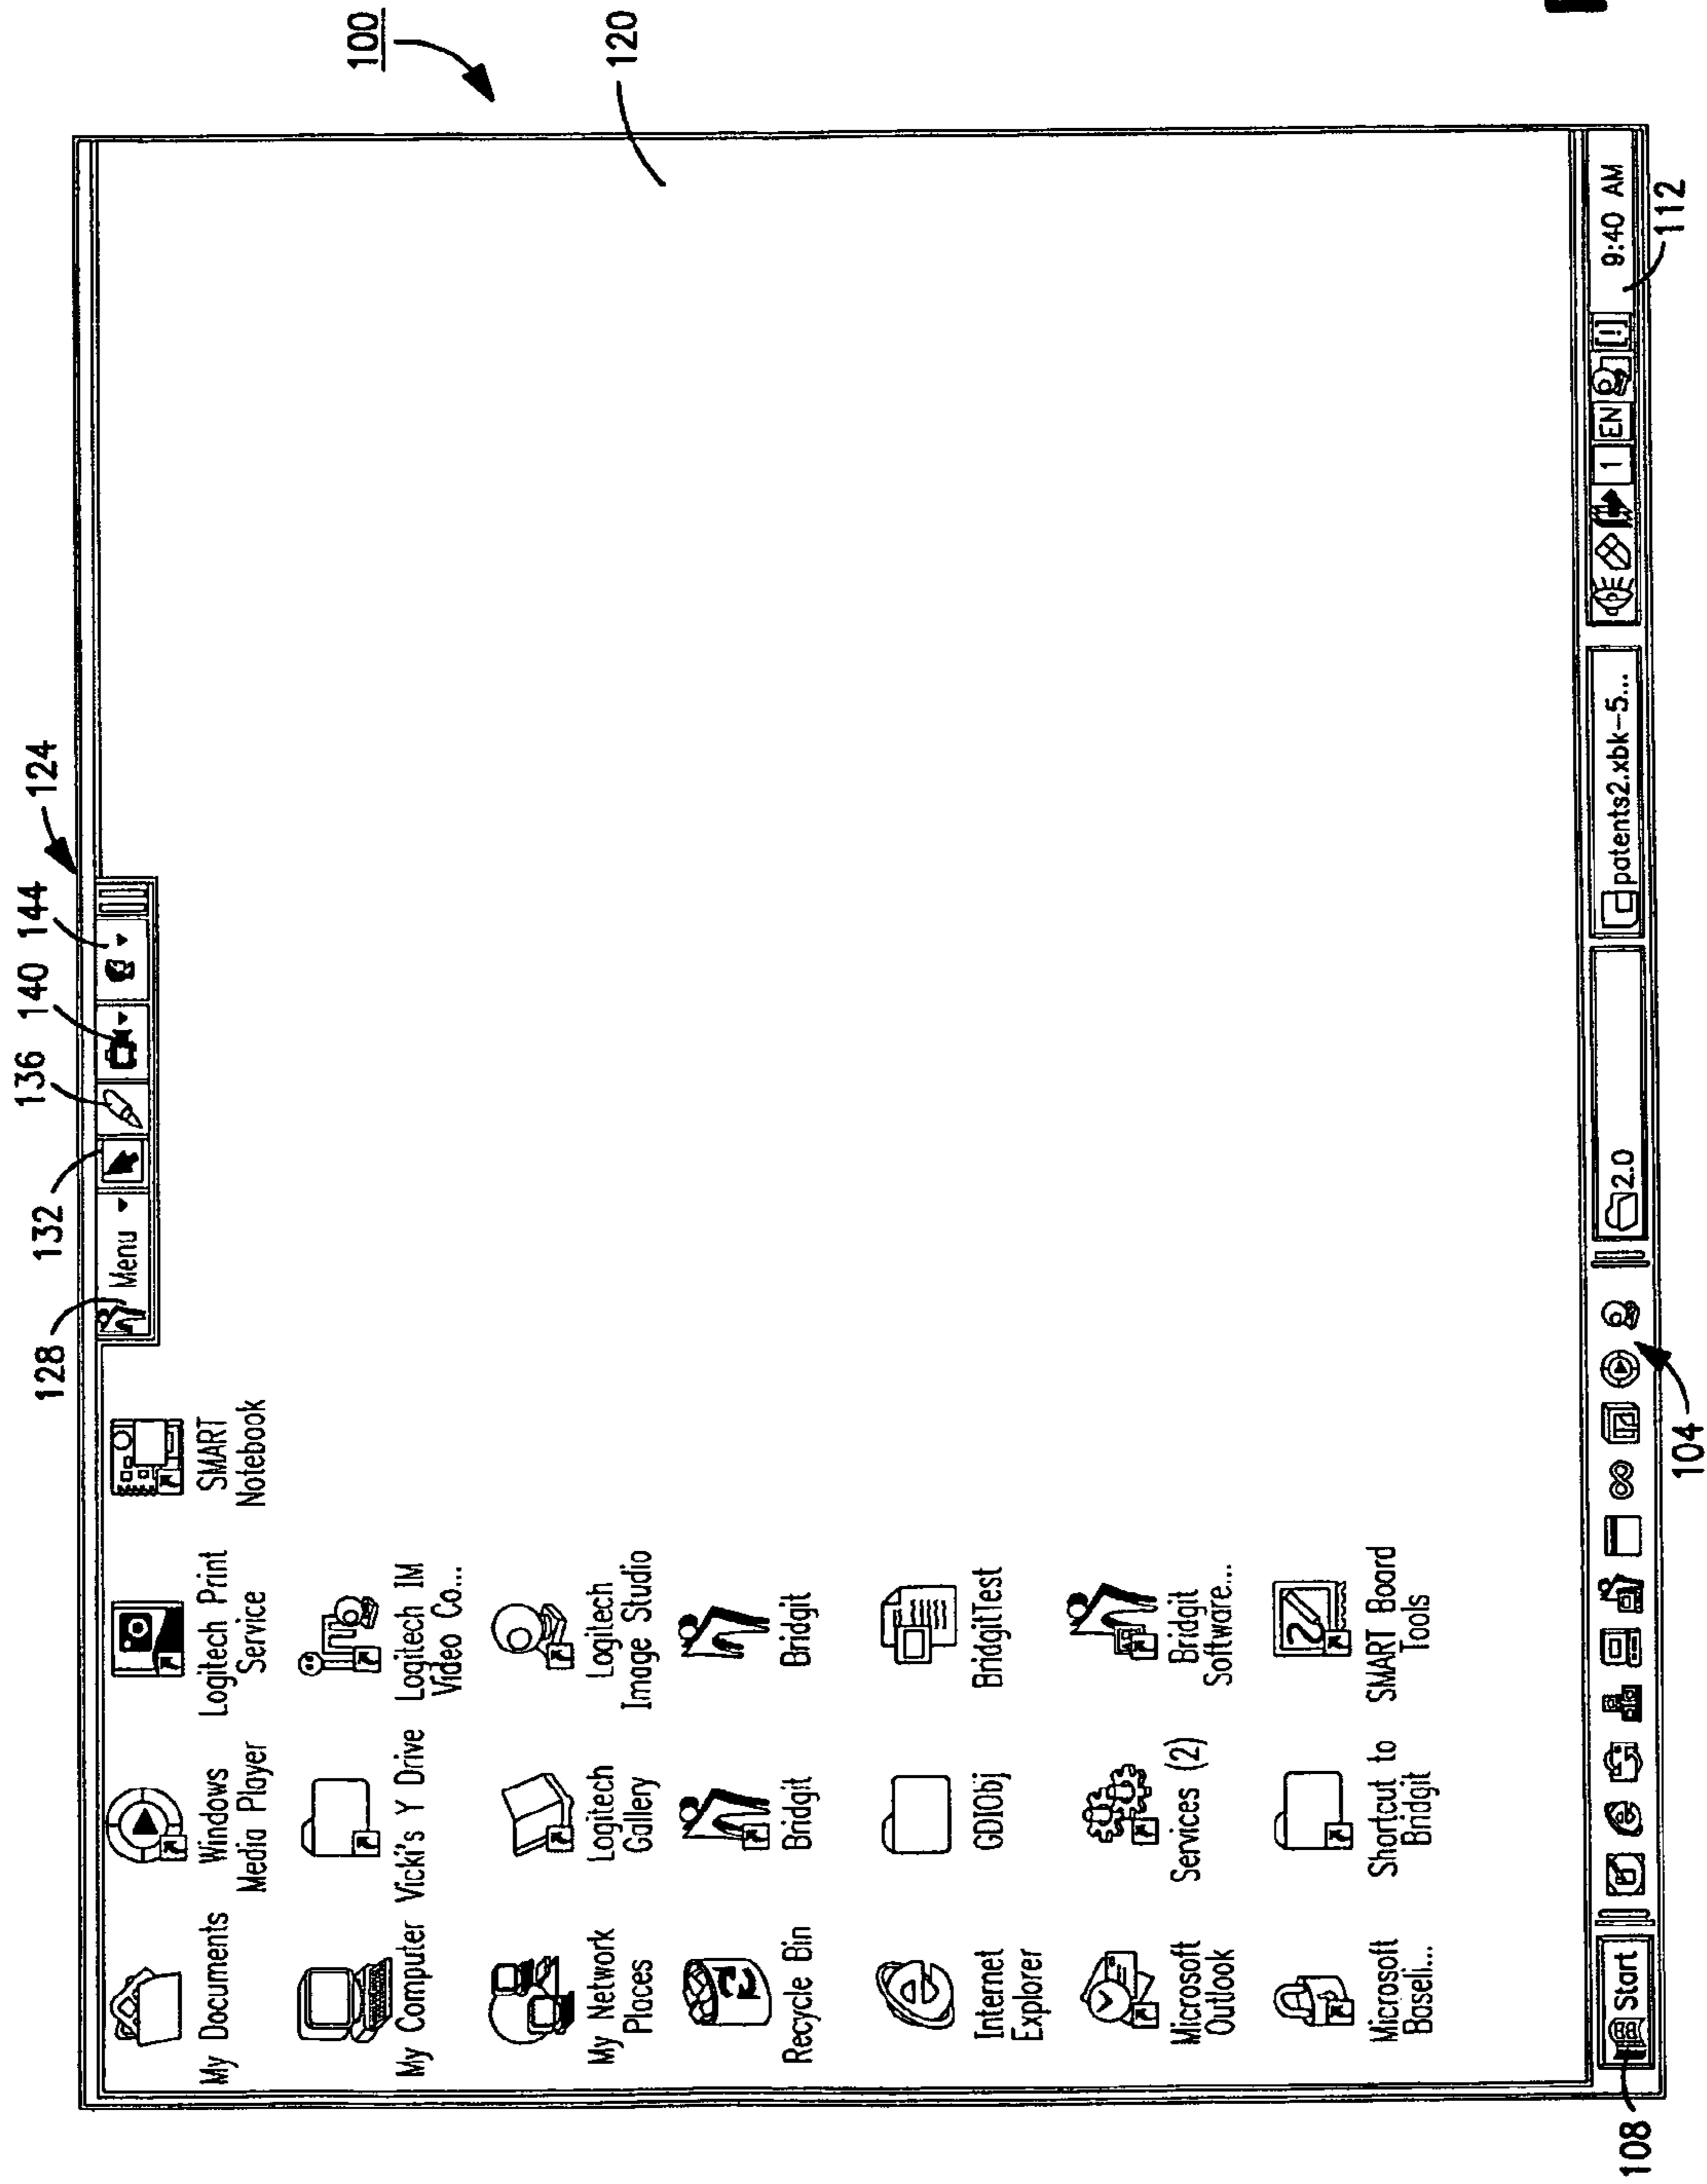 100
120
124
128
132
136
140
144
Menu
My Documents
Windows
Media Player
Logitech Print
Service
SMART
Notebook
My Computer
Vicki's Y Drive
Logitech IM
Video Co...
My Network
Places
Logitech
Gallery
Logitech
Image Studio
Recycle Bin
Bridgit
Bridgit
Internet
Explorer
GDIObj
BridgitTest
Microsoft
Outlook
Services (2)
Bridgit
Software...
Microsoft
Baseli...
Shortcut to
Bridgit
SMART Board
Tools
Start
2.0
patents2.xbk-5...
1
EN
[!]
9:40 AM
108
104
112